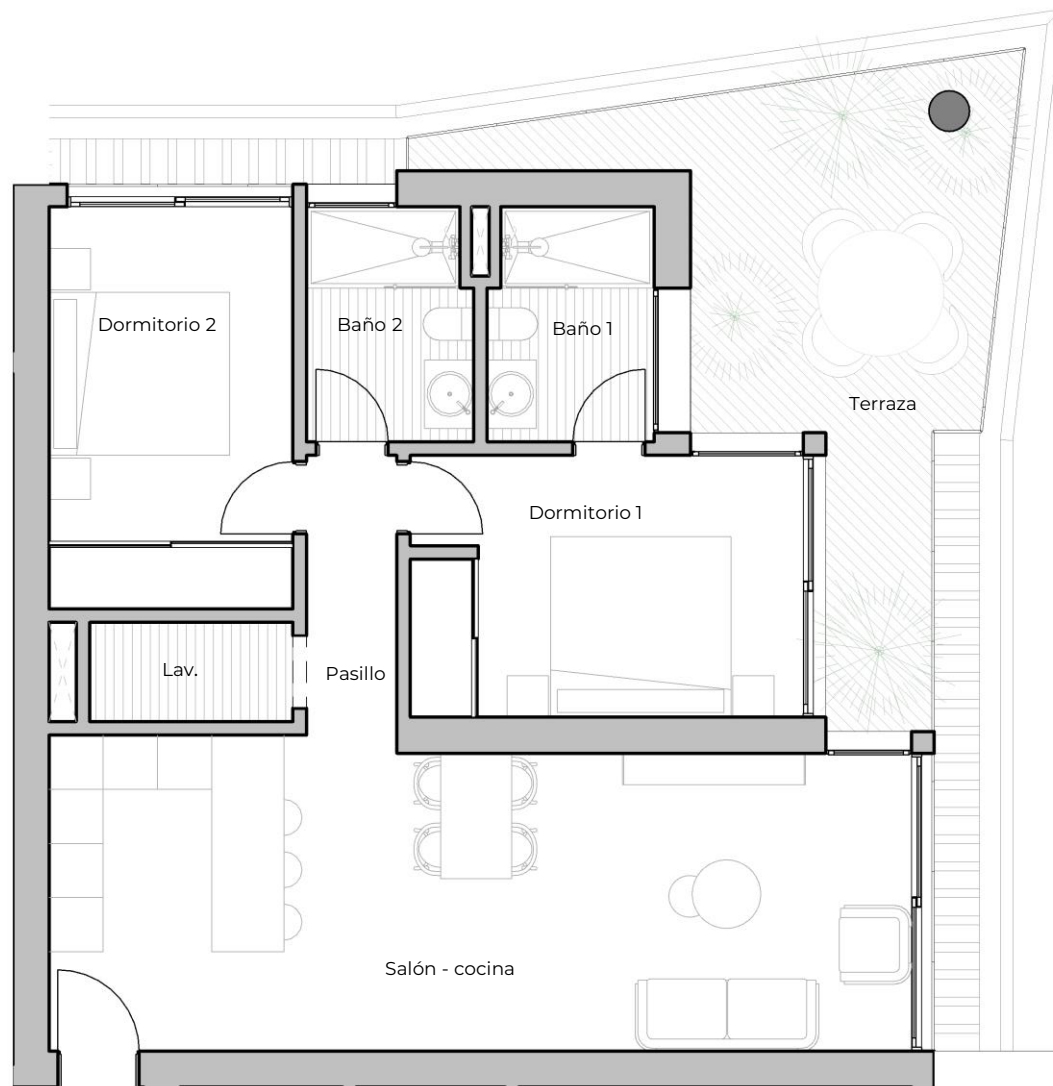 Dormitorio 2
Baño 2
Baño 1
Terraza
Dormitorio 1
Lav.
Pasillo
Salón - cocina